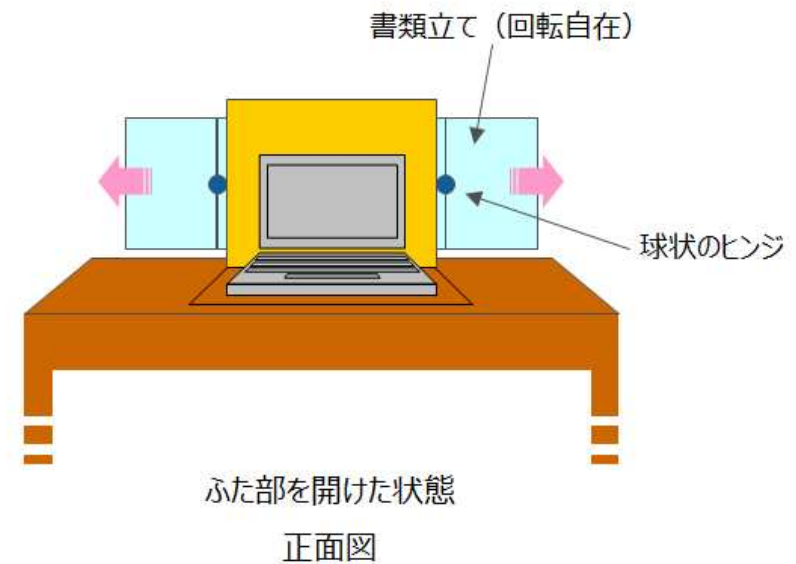 書類立て（回転自在）
球状のヒンジ
ふた部を開けた状態
正面図